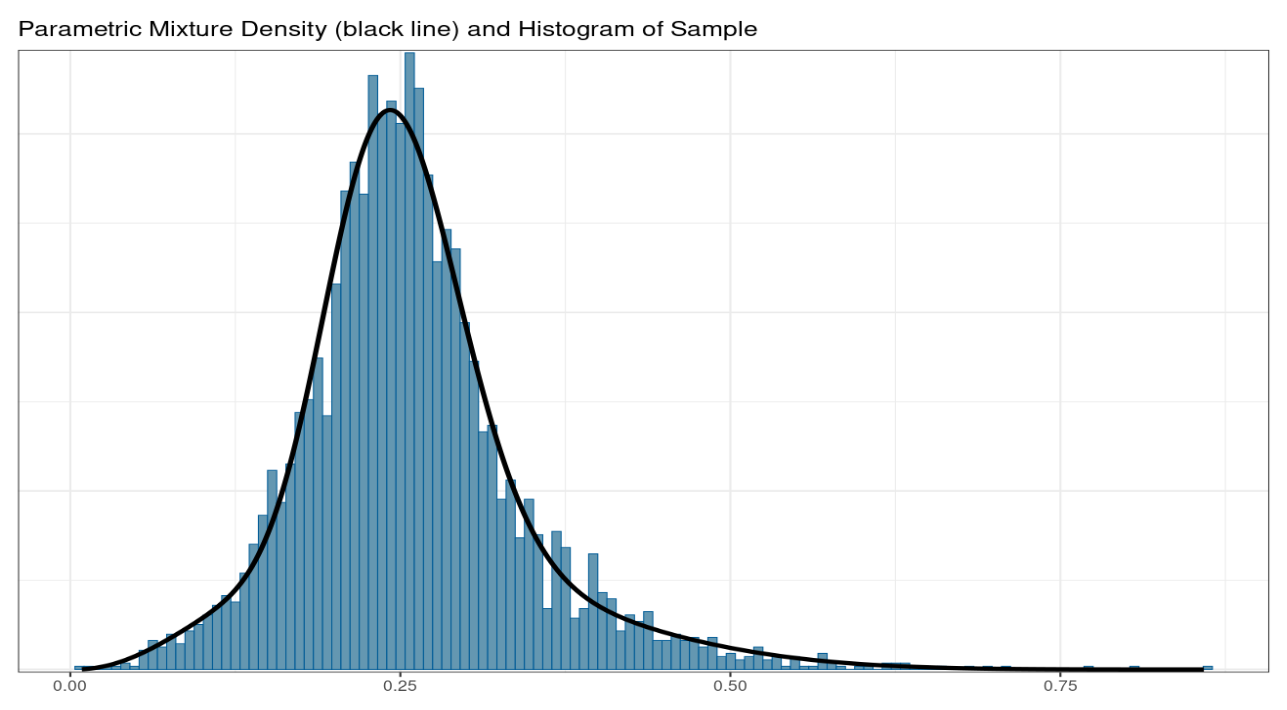 Parametric Mixture Density (black line) and Histogram of Sample
0.00 0.25 0.50 0.75